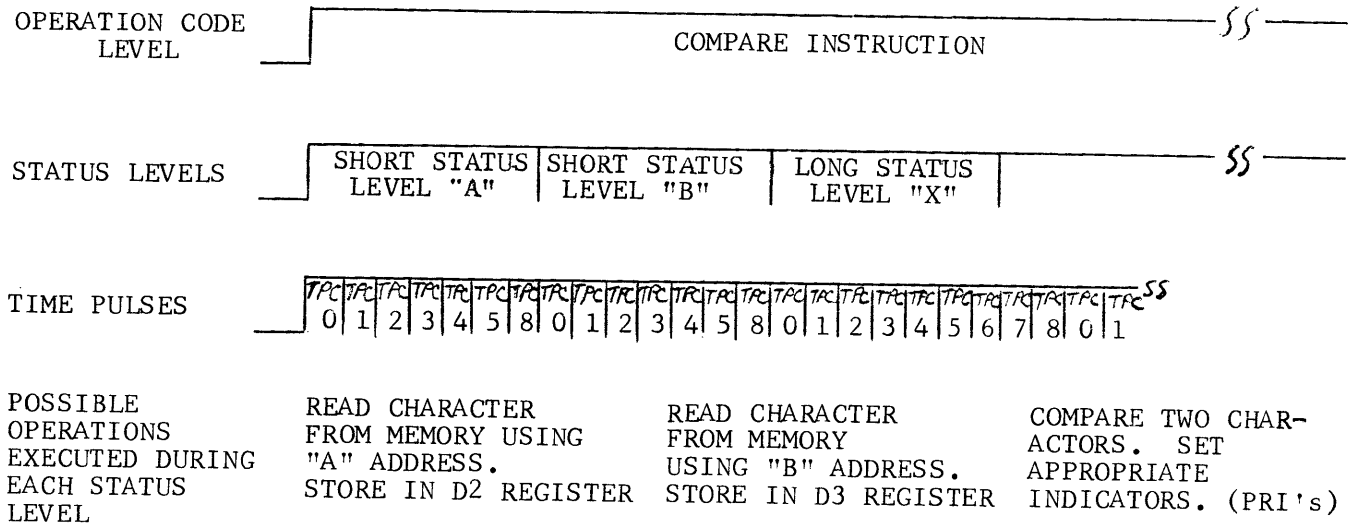 OPERATION CODE
LEVEL
COMPARE INSTRUCTION
SS
STATUS LEVELS
SHORT STATUS
LEVEL "A"
SHORT STATUS
LEVEL "B"
LONG STATUS
LEVEL "X"
SS
TIME PULSES
TPC TPC TPC TPC TPC TPC TPC TPC TPC TPC TPC TPC TPC TPC TPC TPC TPC TPC TPC TPC TPC TPC TPC TPC TPC SS
0 1 2 3 4 5 8 0 1 2 3 4 5 8 0 1 2 3 4 5 6 7 8 0 1
POSSIBLE
OPERATIONS
EXECUTED DURING
EACH STATUS
LEVEL
READ CHARACTER
FROM MEMORY USING
"A" ADDRESS.
STORE IN D2 REGISTER
READ CHARACTER
FROM MEMORY
USING "B" ADDRESS.
STORE IN D3 REGISTER
COMPARE TWO CHAR-
ACTORS. SET
APPROPRIATE
INDICATORS. (PRI's)